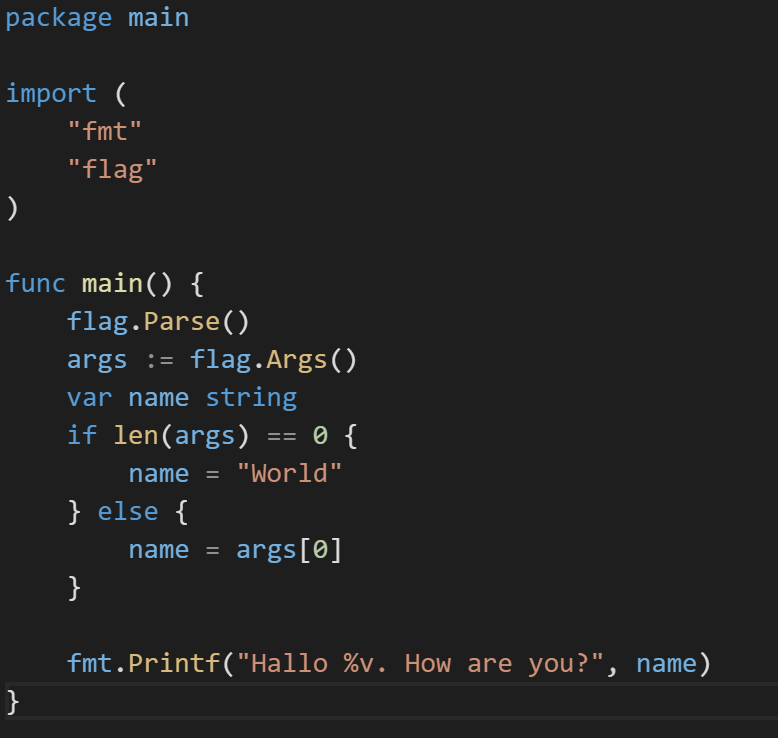 package main
import (
    "fmt"
    "flag"
)
func main() {
    flag.Parse()
    args := flag.Args()
    var name string
    if len(args) == 0 {
        name = "World"
    } else {
        name = args[0]
    }
    fmt.Printf("Hallo %v. How are you?", name)
}